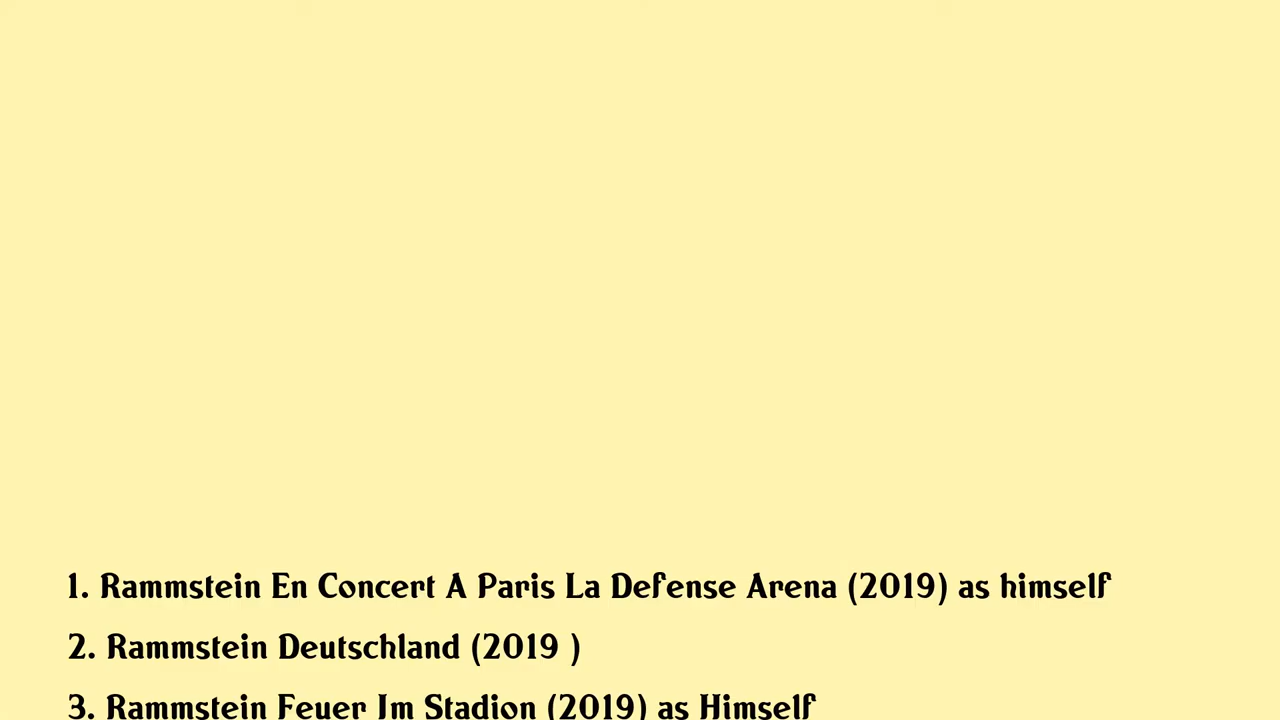 1. Rammstein En Concert A Paris La Defense Arena (2019) as himself
2. Rammstein Deutschland (2019 )
3. Rammstein Feuer Im Stadion (2019) as Himself